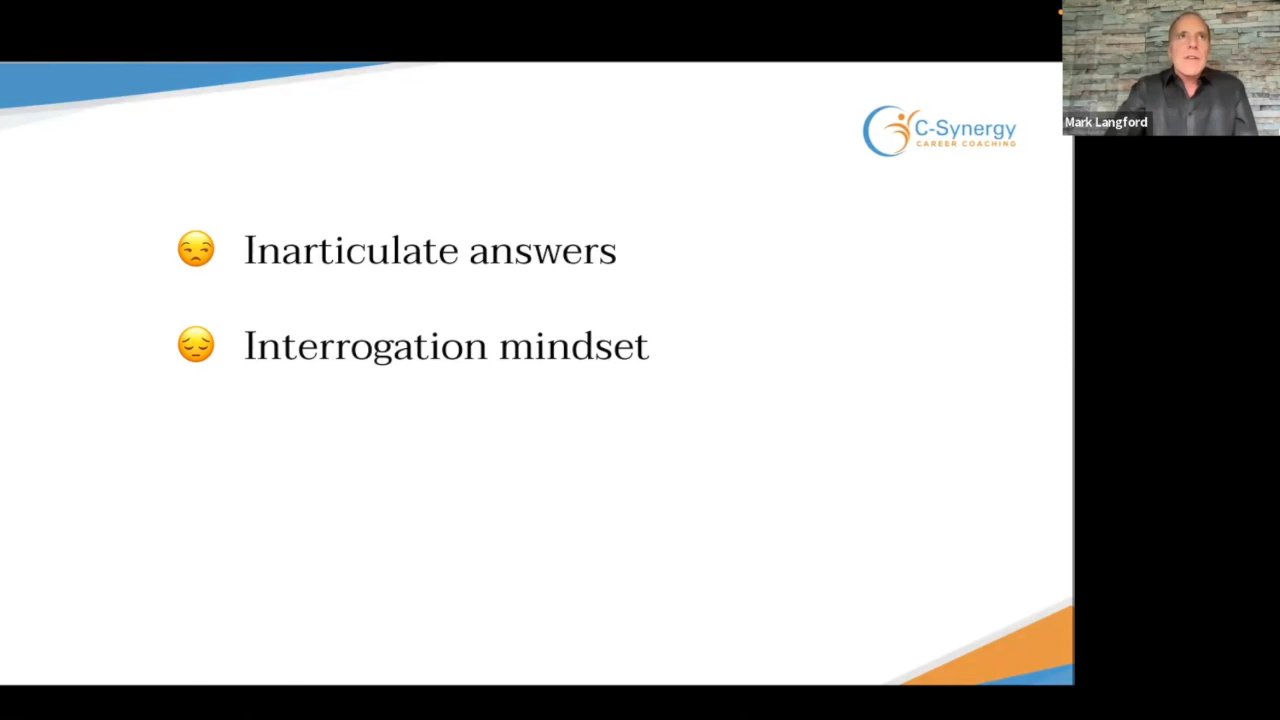 Mark Langford
C-Synergy
CAREER COACHING
😒 Inarticulate answers
😔 Interrogation mindset